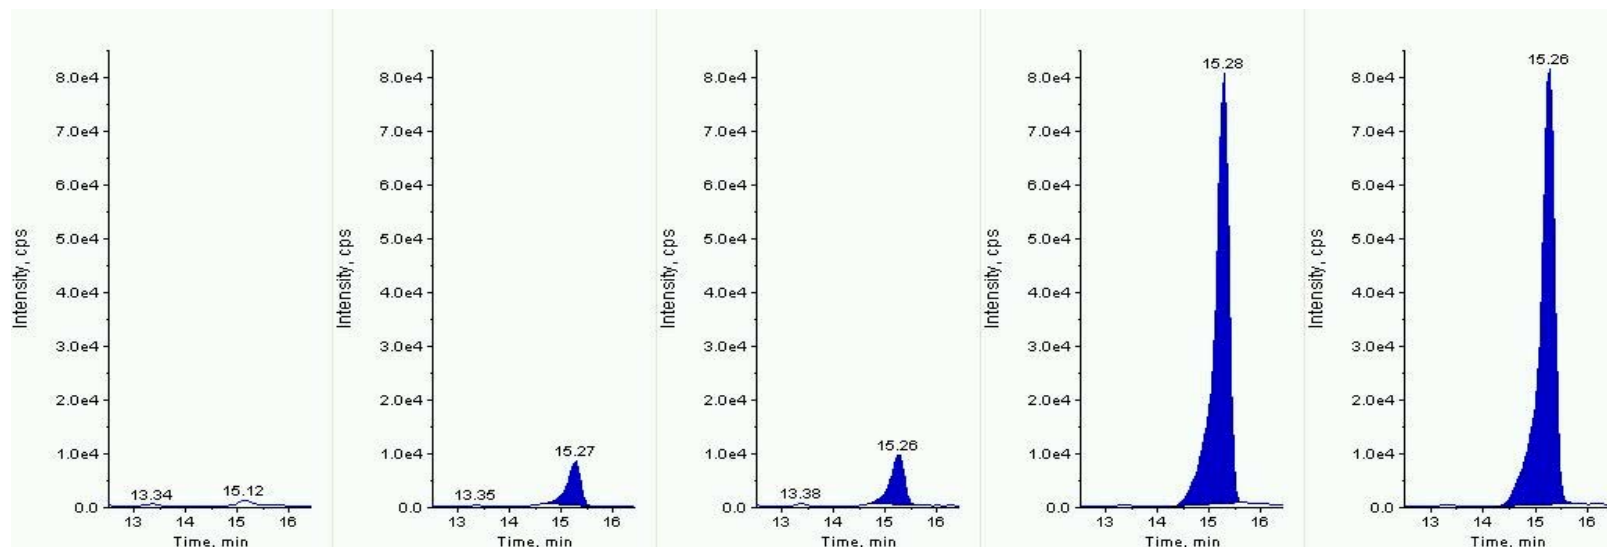 8.0e4
7.0e4
6.0e4
5.0e4
4.0e4
3.0e4
2.0e4
1.0e4
0.0
Intensity, cps
13.34
15.12
13 14 15 16
Time, min
8.0e4
7.0e4
6.0e4
5.0e4
4.0e4
3.0e4
2.0e4
1.0e4
0.0
Intensity, cps
15.27
13.35
13 14 15 16
Time, min
8.0e4
7.0e4
6.0e4
5.0e4
4.0e4
3.0e4
2.0e4
1.0e4
0.0
Intensity, cps
15.26
13.38
13 14 15 16
Time, min
15.28
8.0e4
7.0e4
6.0e4
5.0e4
4.0e4
3.0e4
2.0e4
1.0e4
0.0
Intensity, cps
13 14 15 16
Time, min
15.26
8.0e4
7.0e4
6.0e4
5.0e4
4.0e4
3.0e4
2.0e4
1.0e4
0.0
Intensity, cps
13 14 15 16
Time, min